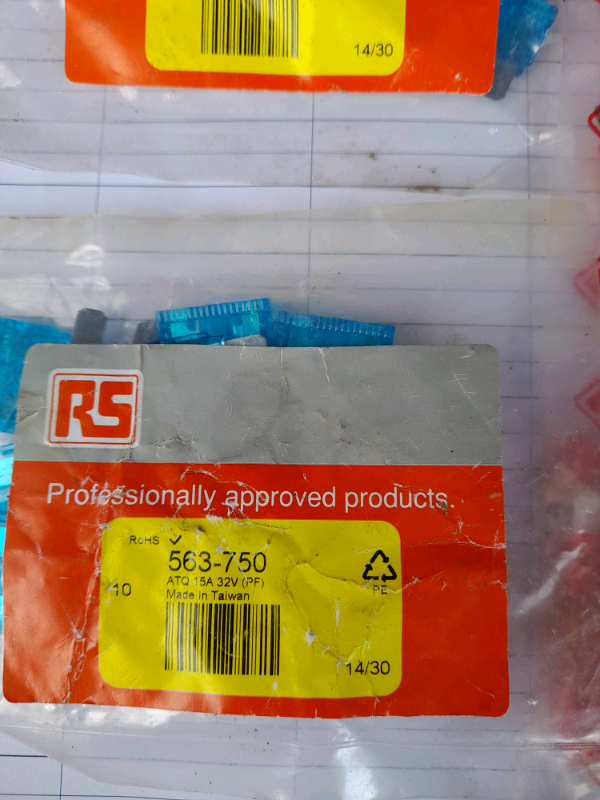 14/30
RS
Professionally approved products.
RoHS ✓
563-750
ATQ 15A 32V (PF)
10
Made in Taiwan
PE
14/30